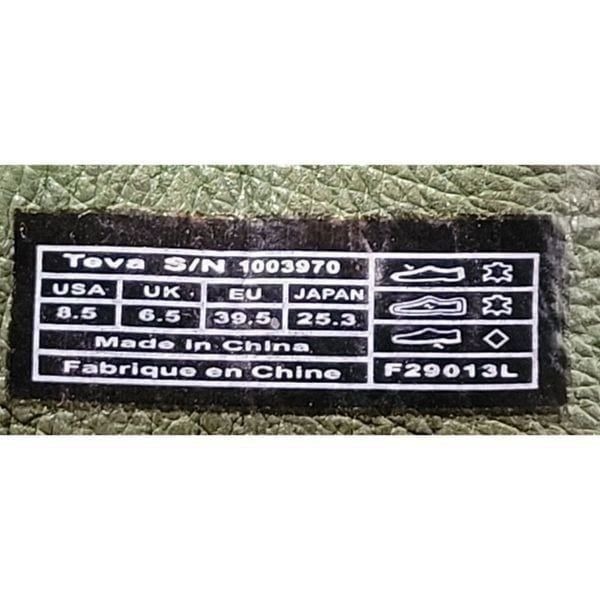 Teva S/N 1003970
USA UK EU JAPAN
8.5 6.5 39.5 25.3
Made in China
Fabrique en Chine F29013L